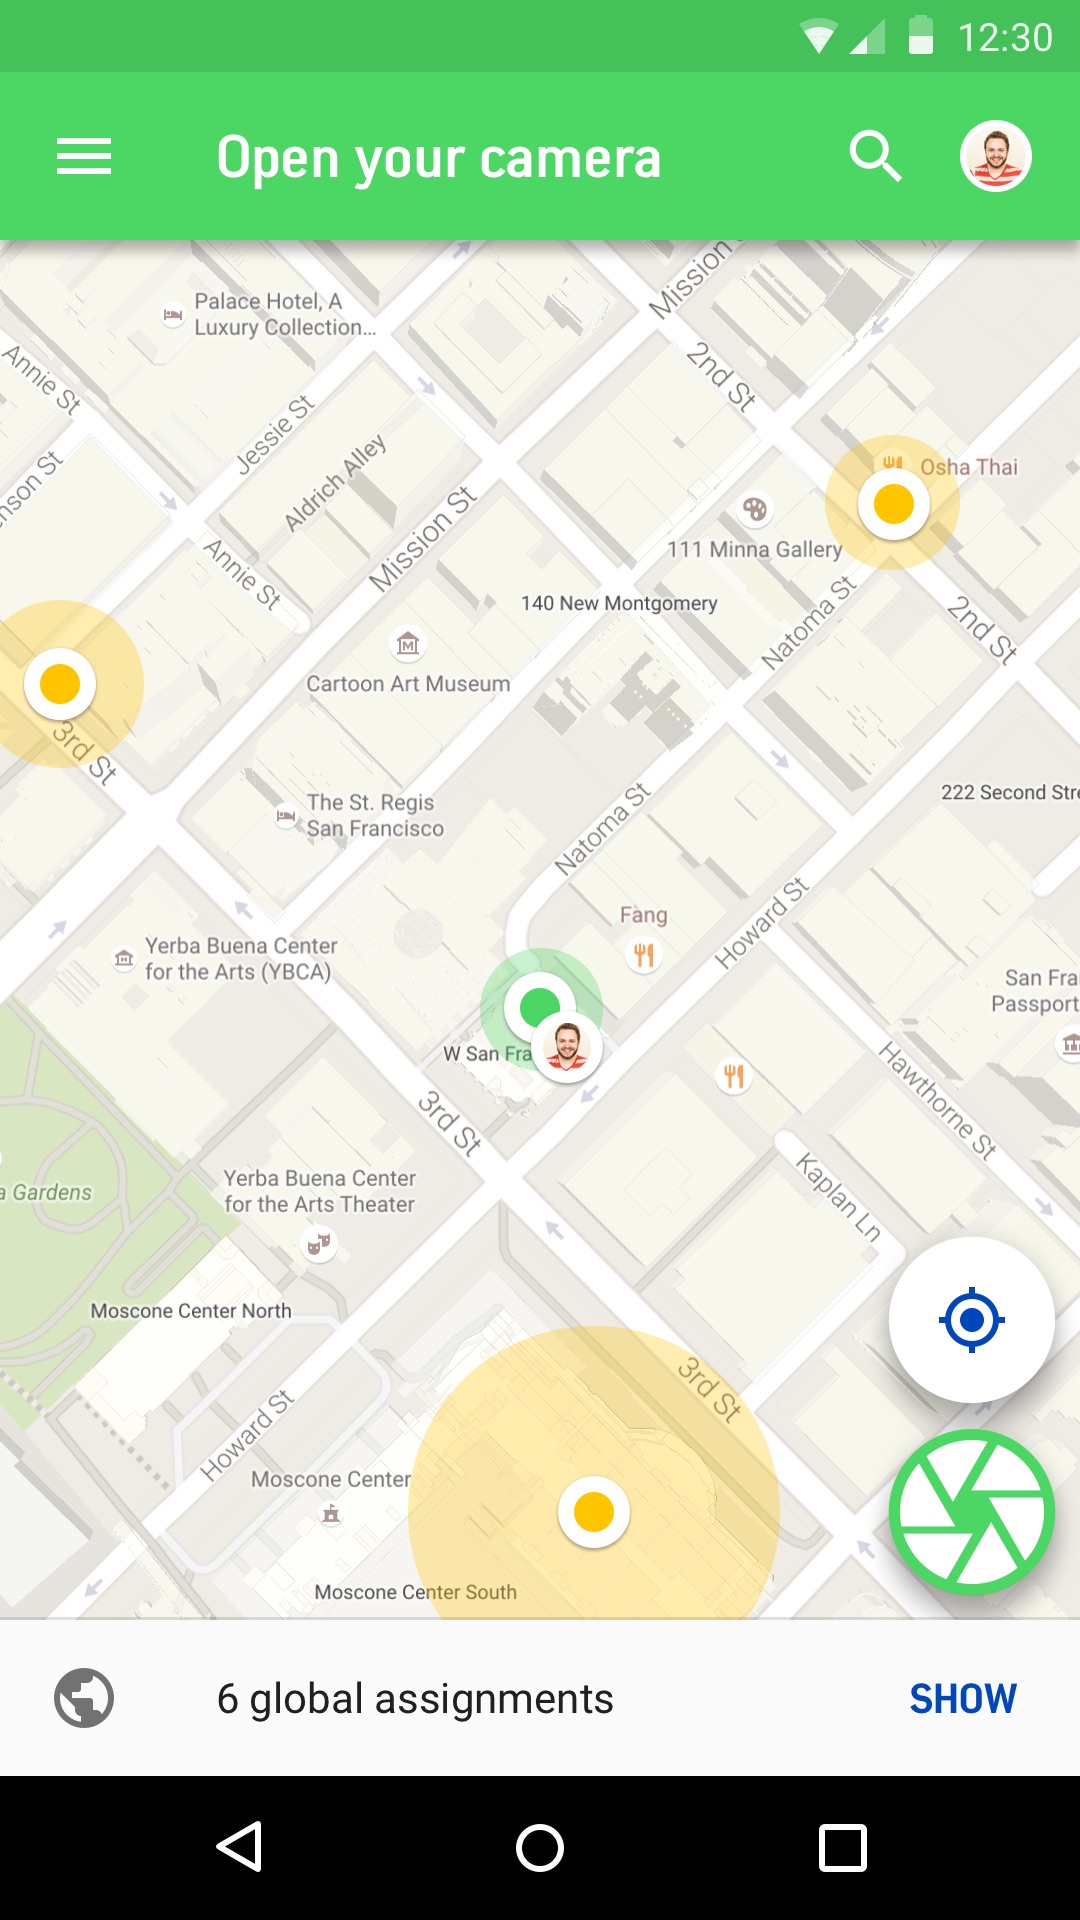 12:30
Open your camera
Mission
Palace Hotel, A
Luxury Collection...
Annie St
2nd St
Jessie St
Aldrich Alley
Osha Thai
Mission St
111 Minna Gallery
Annie St
140 New Montgomery
Natoma St
2nd St
Cartoon Art Museum
3rd St
222 Second Stre
The St. Regis
San Francisco
Natoma St
Howard St
Fang
Yerba Buena Center
for the Arts (YBCA)
San Fra
Passport
W San Fra
3rd St
Hawthorne St
Kaplan Ln
Yerba Buena Center
for the Arts Theater
a Gardens
Moscone Center North
3rd St
Howard St
Moscone Center
Moscone Center South
6 global assignments
SHOW